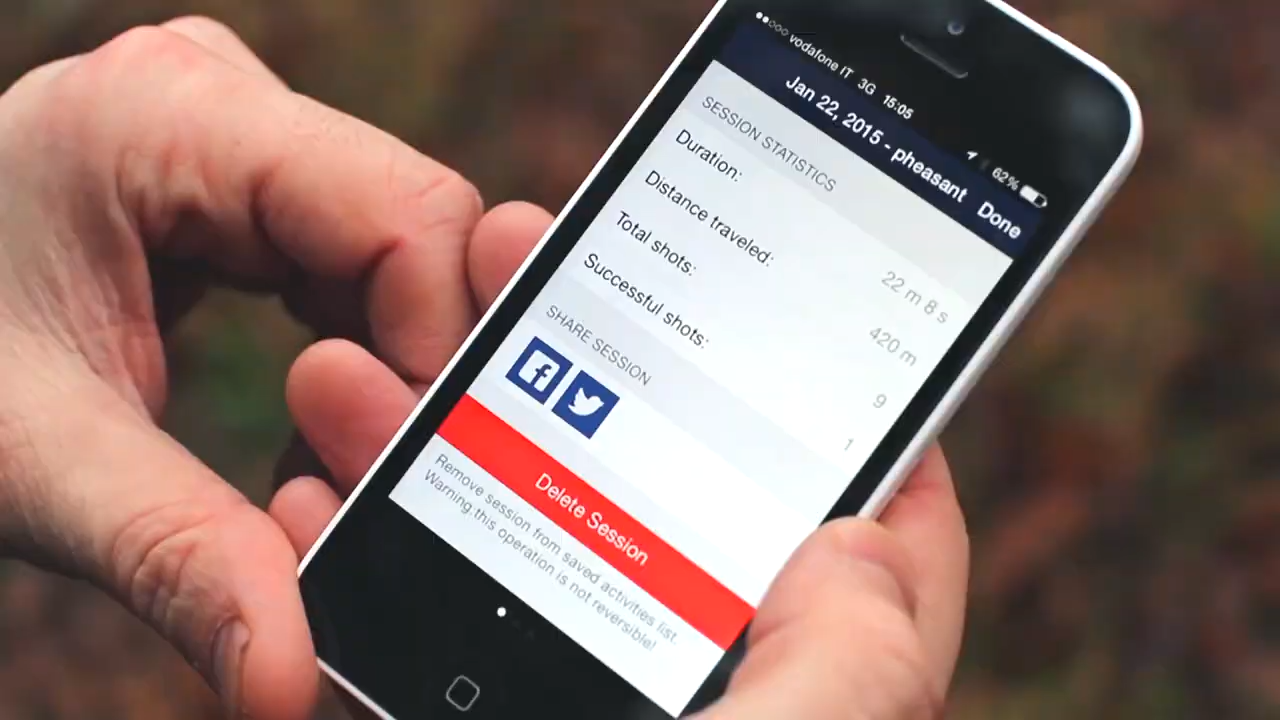 vodafone IT 3G 15:05 62%
Jan 22, 2015 - pheasant Done
SESSION STATISTICS
Duration: 22 m 8 s
Distance traveled: 420 m
Total shots: 9
Successful shots: 1
SHARE SESSION
Delete Session
Remove session from saved activities list.
Warning:this operation is not reversible!